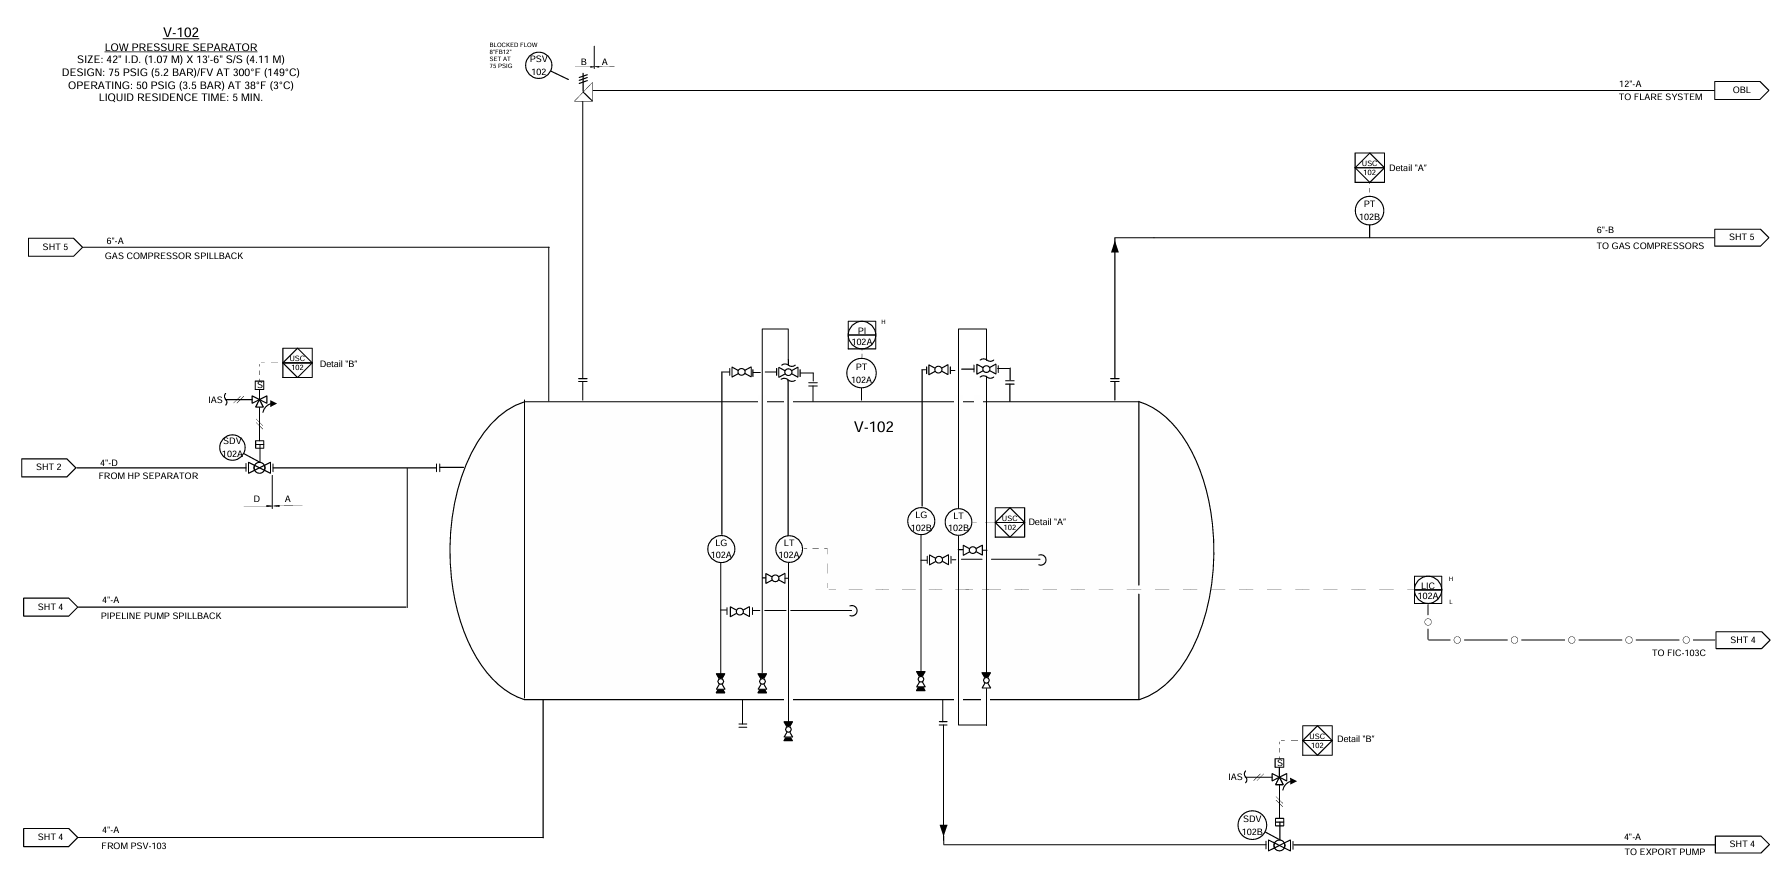 V-102
LOW PRESSURE SEPARATOR
SIZE: 42" I.D. (1.07 M) X 13'-6" S/S (4.11 M)
DESIGN: 75 PSIG (5.2 BAR)/FV AT 300°F (149°C)
OPERATING: 50 PSIG (3.5 BAR) AT 38°F (3°C)
LIQUID RESIDENCE TIME: 5 MIN.
BLOCKED FLOW
8"FB12"
SET AT
75 PSIG
PSV
102
B
A
12"-A
TO FLARE SYSTEM
OBL
USC
102
Detail "A"
PT
102B
6"-B
TO GAS COMPRESSORS
SHT 5
SHT 5
6"-A
GAS COMPRESSOR SPILLBACK
PI
102A
H
PT
102A
USC
102
Detail "B"
S
IAS
SDV
102A
SHT 2
4"-D
FROM HP SEPARATOR
D
A
V-102
LG
102A
LT
102A
LG
102B
LT
102B
USC
102
Detail "A"
SHT 4
4"-A
PIPELINE PUMP SPILLBACK
LIC
102A
H
L
SHT 4
TO FIC-103C
USC
102
Detail "B"
S
IAS
SDV
102B
SHT 4
4"-A
FROM PSV-103
4"-A
TO EXPORT PUMP
SHT 4